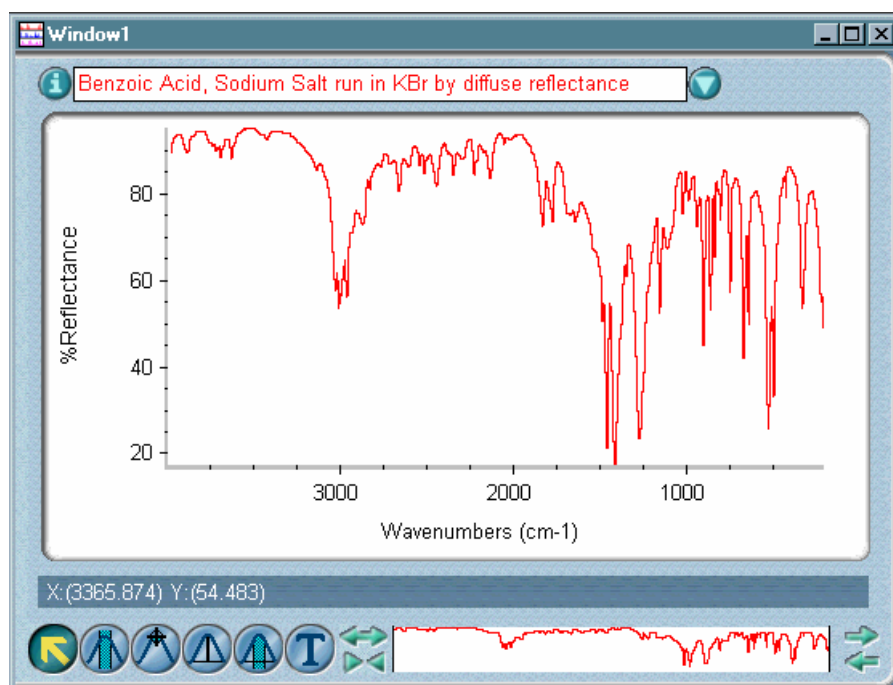 Window1
Benzoic Acid, Sodium Salt run in KBr by diffuse reflectance
%Reflectance
80
60
40
20
3000 2000 1000
Wavenumbers (cm-1)
X:(3365.874) Y:(54.483)
T